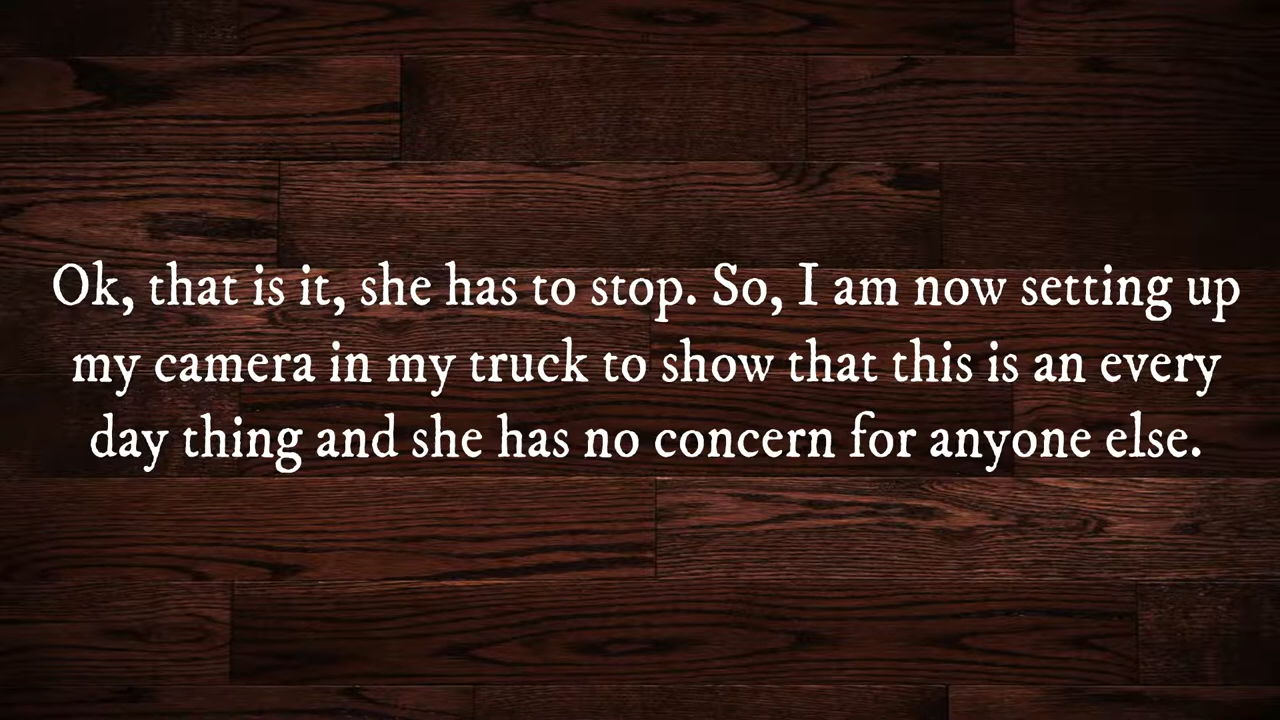 Ok, that is it, she has to stop. So, I am now setting up
my camera in my truck to show that this is an every
day thing and she has no concern for anyone else.